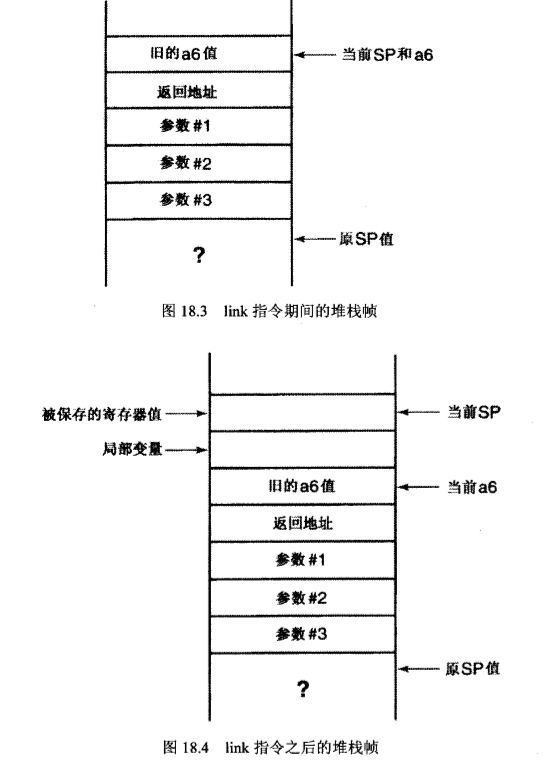 旧的a6值
当前SP和a6
返回地址
参数#1
参数#2
参数#3
原SP值
?
图 18.3 link 指令期间的堆栈帧
被保存的寄存器值
当前SP
局部变量
旧的a6值
当前a6
返回地址
参数#1
参数#2
参数#3
原SP值
?
图 18.4 link 指令之后的堆栈帧